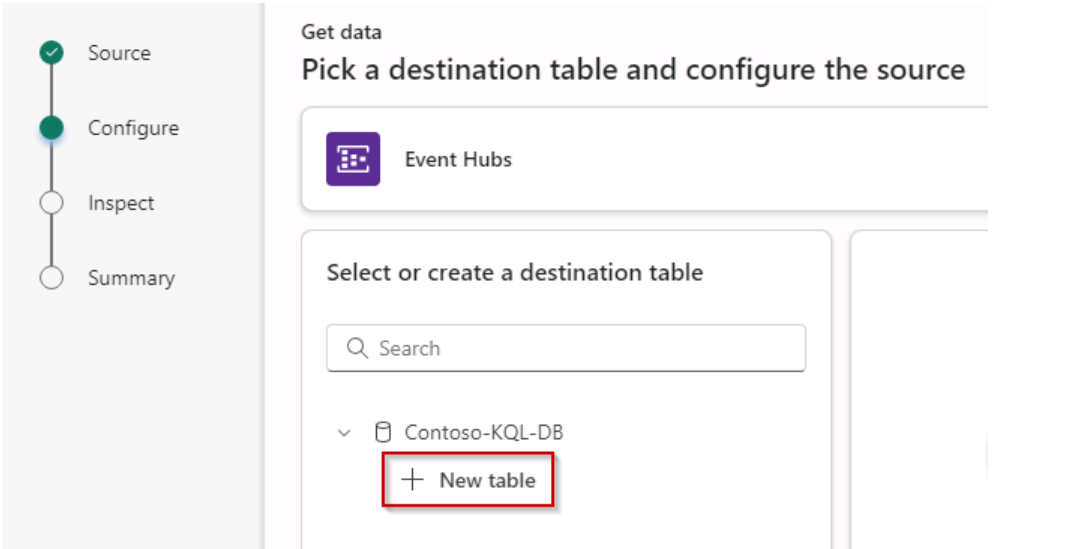 Source
Configure
Inspect
Summary
Get data
Pick a destination table and configure the source
Event Hubs
Select or create a destination table
Search
Contoso-KQL-DB
New table